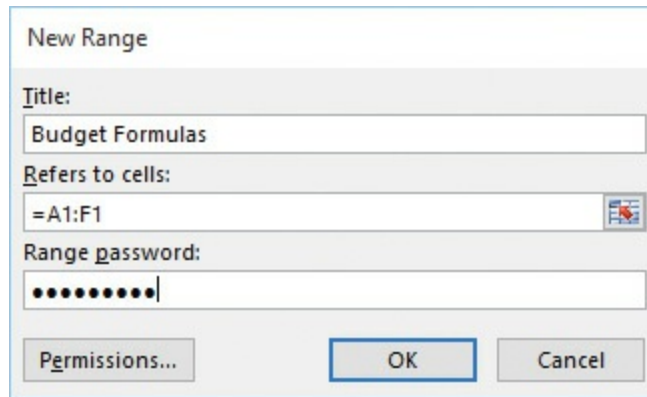 New Range
Title:
Budget Formulas
Refers to cells:
=A1:F1
Range password:
●●●●●●●●●
Permissions... OK Cancel